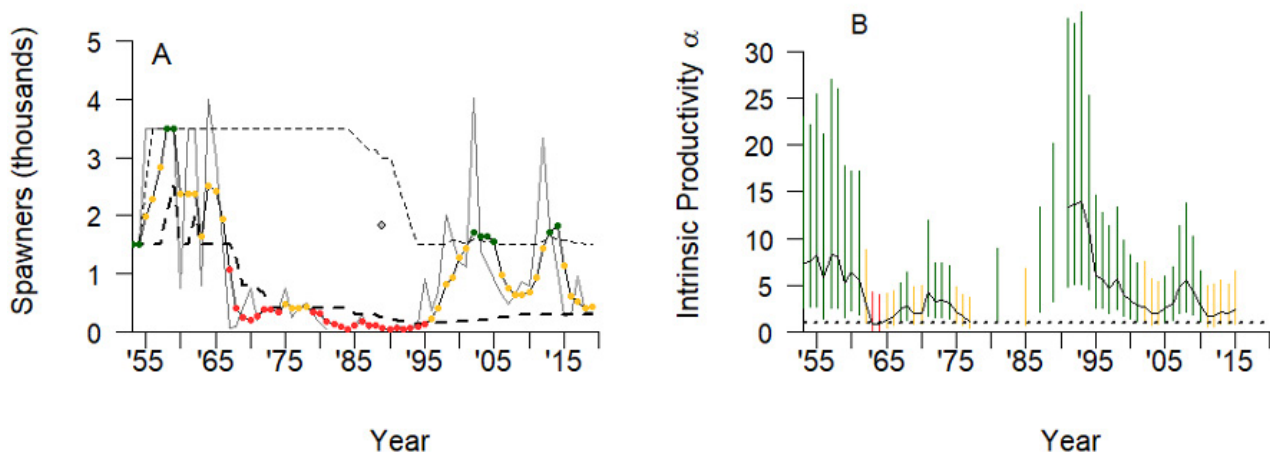 A
Spawners (thousands)
5
4
3
2
1
0
'55 '65 '75 '85 '95 '05 '15
Year
B
Intrinsic Productivity α
30
25
20
15
10
5
0
'55 '65 '75 '85 '95 '05 '15
Year